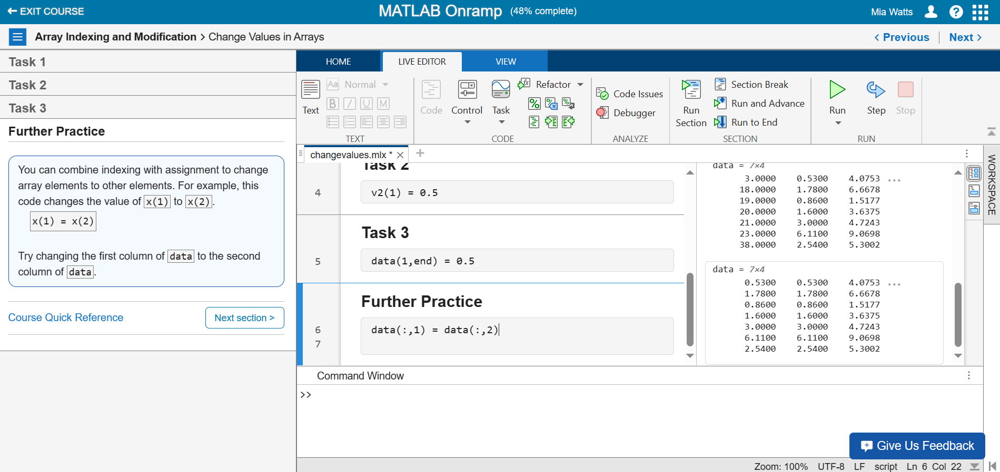 EXIT COURSE
MATLAB Onramp (48% complete)
Mia Watts
Array Indexing and Modification > Change Values in Arrays
< Previous
Next >
Task 1
Task 2
Task 3
Further Practice
You can combine indexing with assignment to change
array elements to other elements. For example, this
code changes the value of x(1) to x(2).
x(1) = x(2)
Try changing the first column of data to the second
column of data.
Course Quick Reference
Next section >
HOME
LIVE EDITOR
VIEW
Text
Aa Normal
B I U M
TEXT
Code
Control
Task
Refactor
CODE
Code Issues
Debugger
ANALYZE
Run
Section
Section Break
Run and Advance
Run to End
SECTION
Run
Step
Stop
RUN
changevalues.mlx *
Task 2
4
v2(1) = 0.5
Task 3
5
data(1,end) = 0.5
Further Practice
6
data(:,1) = data(:,2)
7
data = 7×4
3.0000 0.5300 4.0753 ...
18.0000 1.7800 6.6678
19.0000 0.8600 1.5177
20.0000 1.6000 3.6375
21.0000 3.0000 4.7243
23.0000 6.1100 9.0698
38.0000 2.5400 5.3002
data = 7×4
0.5300 0.5300 4.0753 ...
1.7800 1.7800 6.6678
0.8600 0.8600 1.5177
1.6000 1.6000 3.6375
3.0000 3.0000 4.7243
6.1100 6.1100 9.0698
2.5400 2.5400 5.3002
WORKSPACE
Command Window
>>
Give Us Feedback
Zoom: 100% UTF-8 LF script Ln 6 Col 22